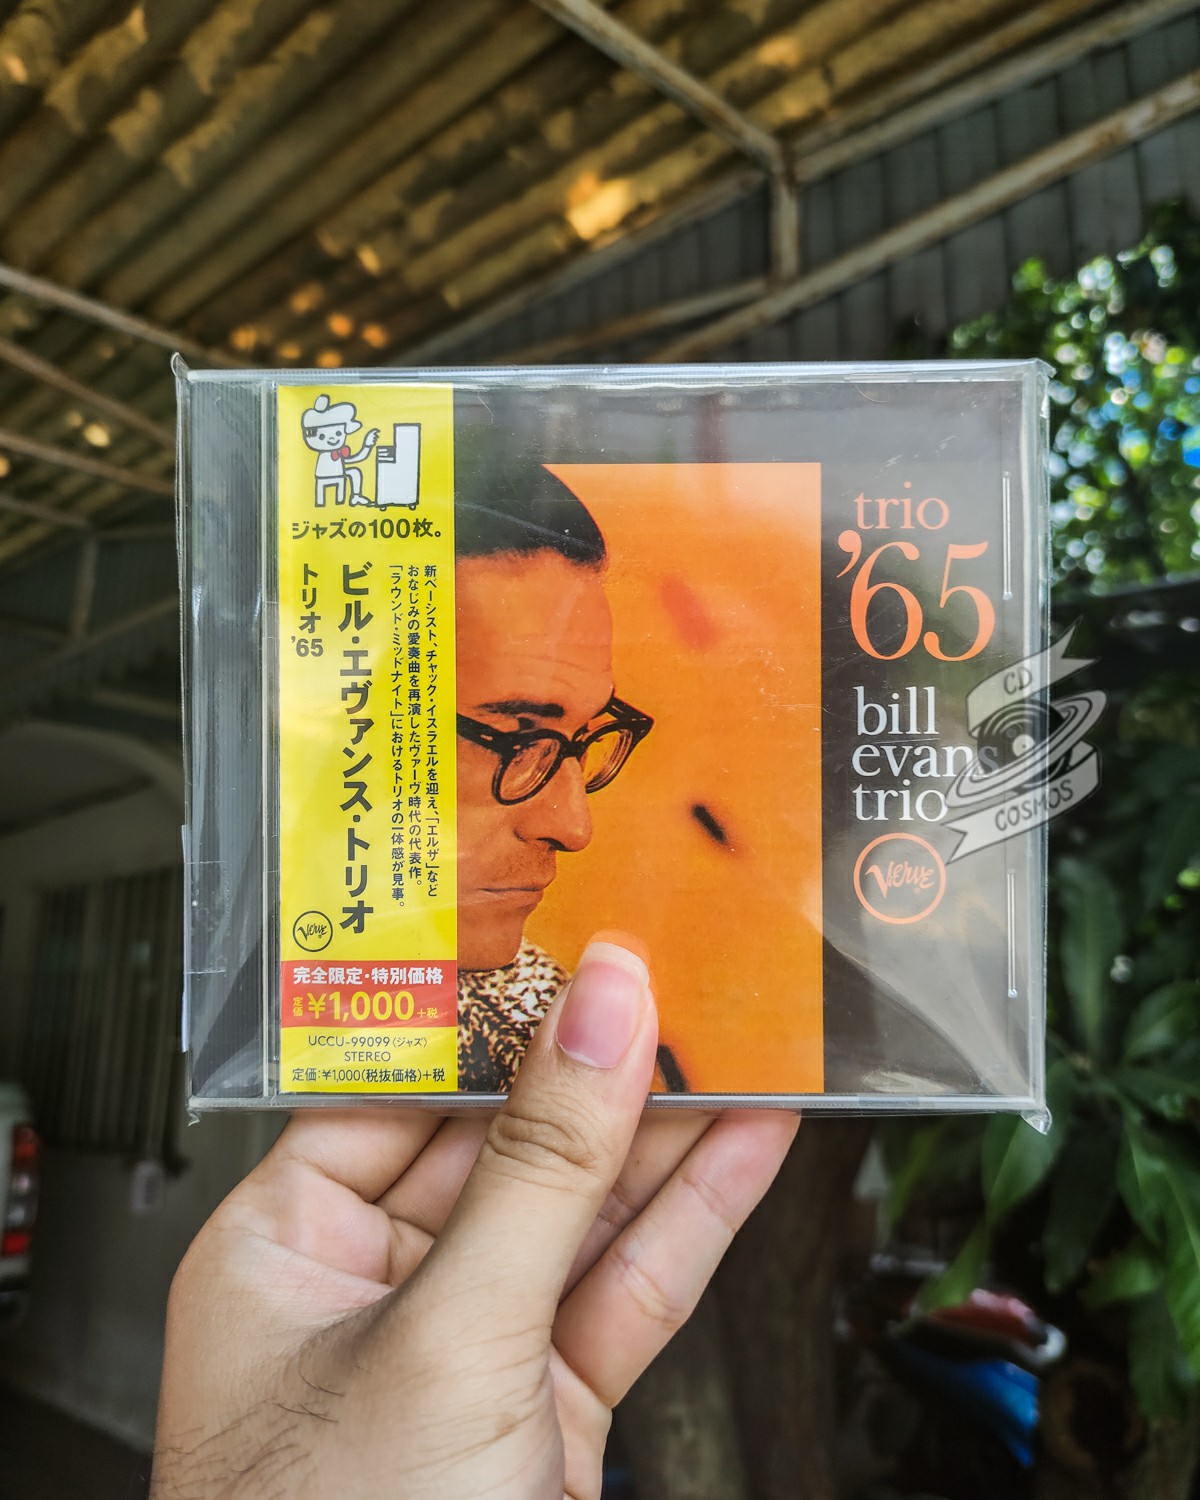 ジャズの100枚。
新ベーシスト、チャック・イスラエルを迎え、「エルザ」など
おなじみの愛奏曲を再演したヴァーヴ時代の代表作。
「ラウンド・ミッドナイト」におけるトリオの一体感が見事。
ビル・エヴァンス・トリオ
トリオ '65
Verve
完全限定・特別価格
定価 ¥1,000+税
UCCU-99099(ジャズ)
STEREO
定価:¥1,000(税抜価格)+税
trio
'65
bill
evans
trio
Verve
CD
COSMOS